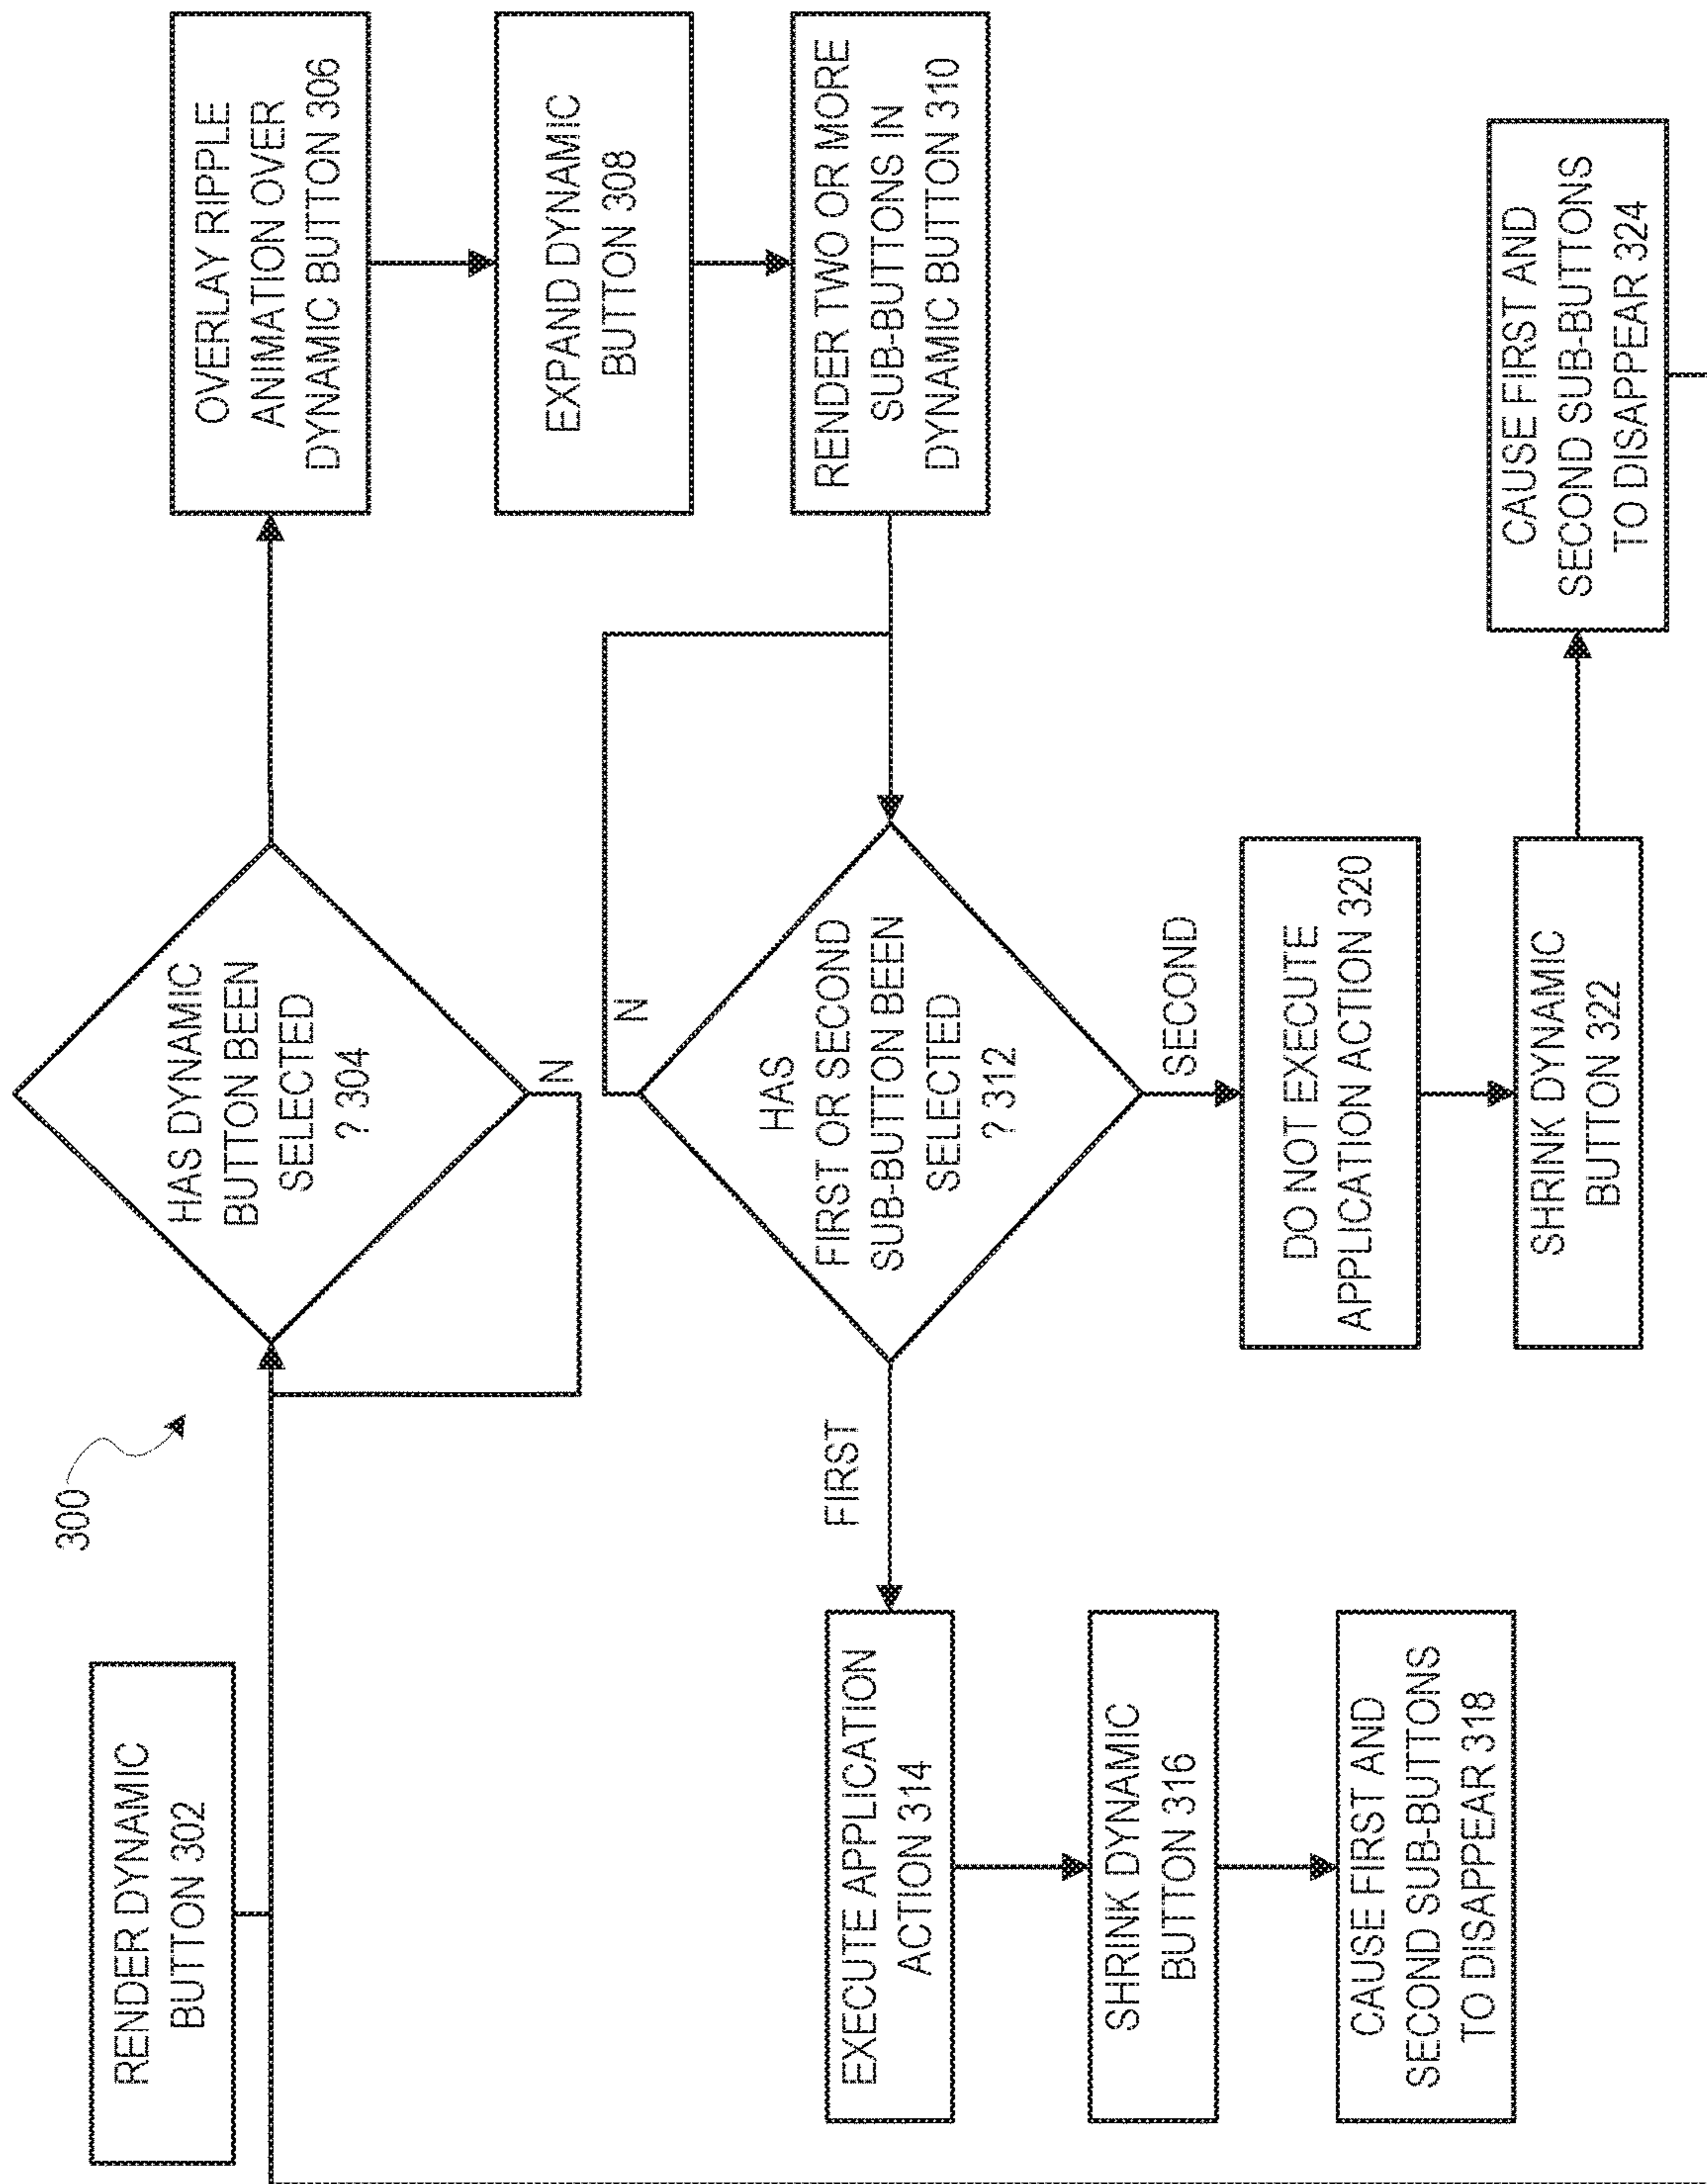 300
RENDER DYNAMIC
BUTTON 302
HAS DYNAMIC
BUTTON BEEN
SELECTED
? 304
N
OVERLAY RIPPLE
ANIMATION OVER
DYNAMIC BUTTON 306
EXPAND DYNAMIC
BUTTON 308
RENDER TWO OR MORE
SUB-BUTTONS IN
DYNAMIC BUTTON 310
HAS
FIRST OR SECOND
SUB-BUTTON BEEN
SELECTED
? 312
N
FIRST
EXECUTE APPLICATION
ACTION 314
SHRINK DYNAMIC
BUTTON 316
CAUSE FIRST AND
SECOND SUB-BUTTONS
TO DISAPPEAR 318
SECOND
DO NOT EXECUTE
APPLICATION ACTION 320
SHRINK DYNAMIC
BUTTON 322
CAUSE FIRST AND
SECOND SUB-BUTTONS
TO DISAPPEAR 324